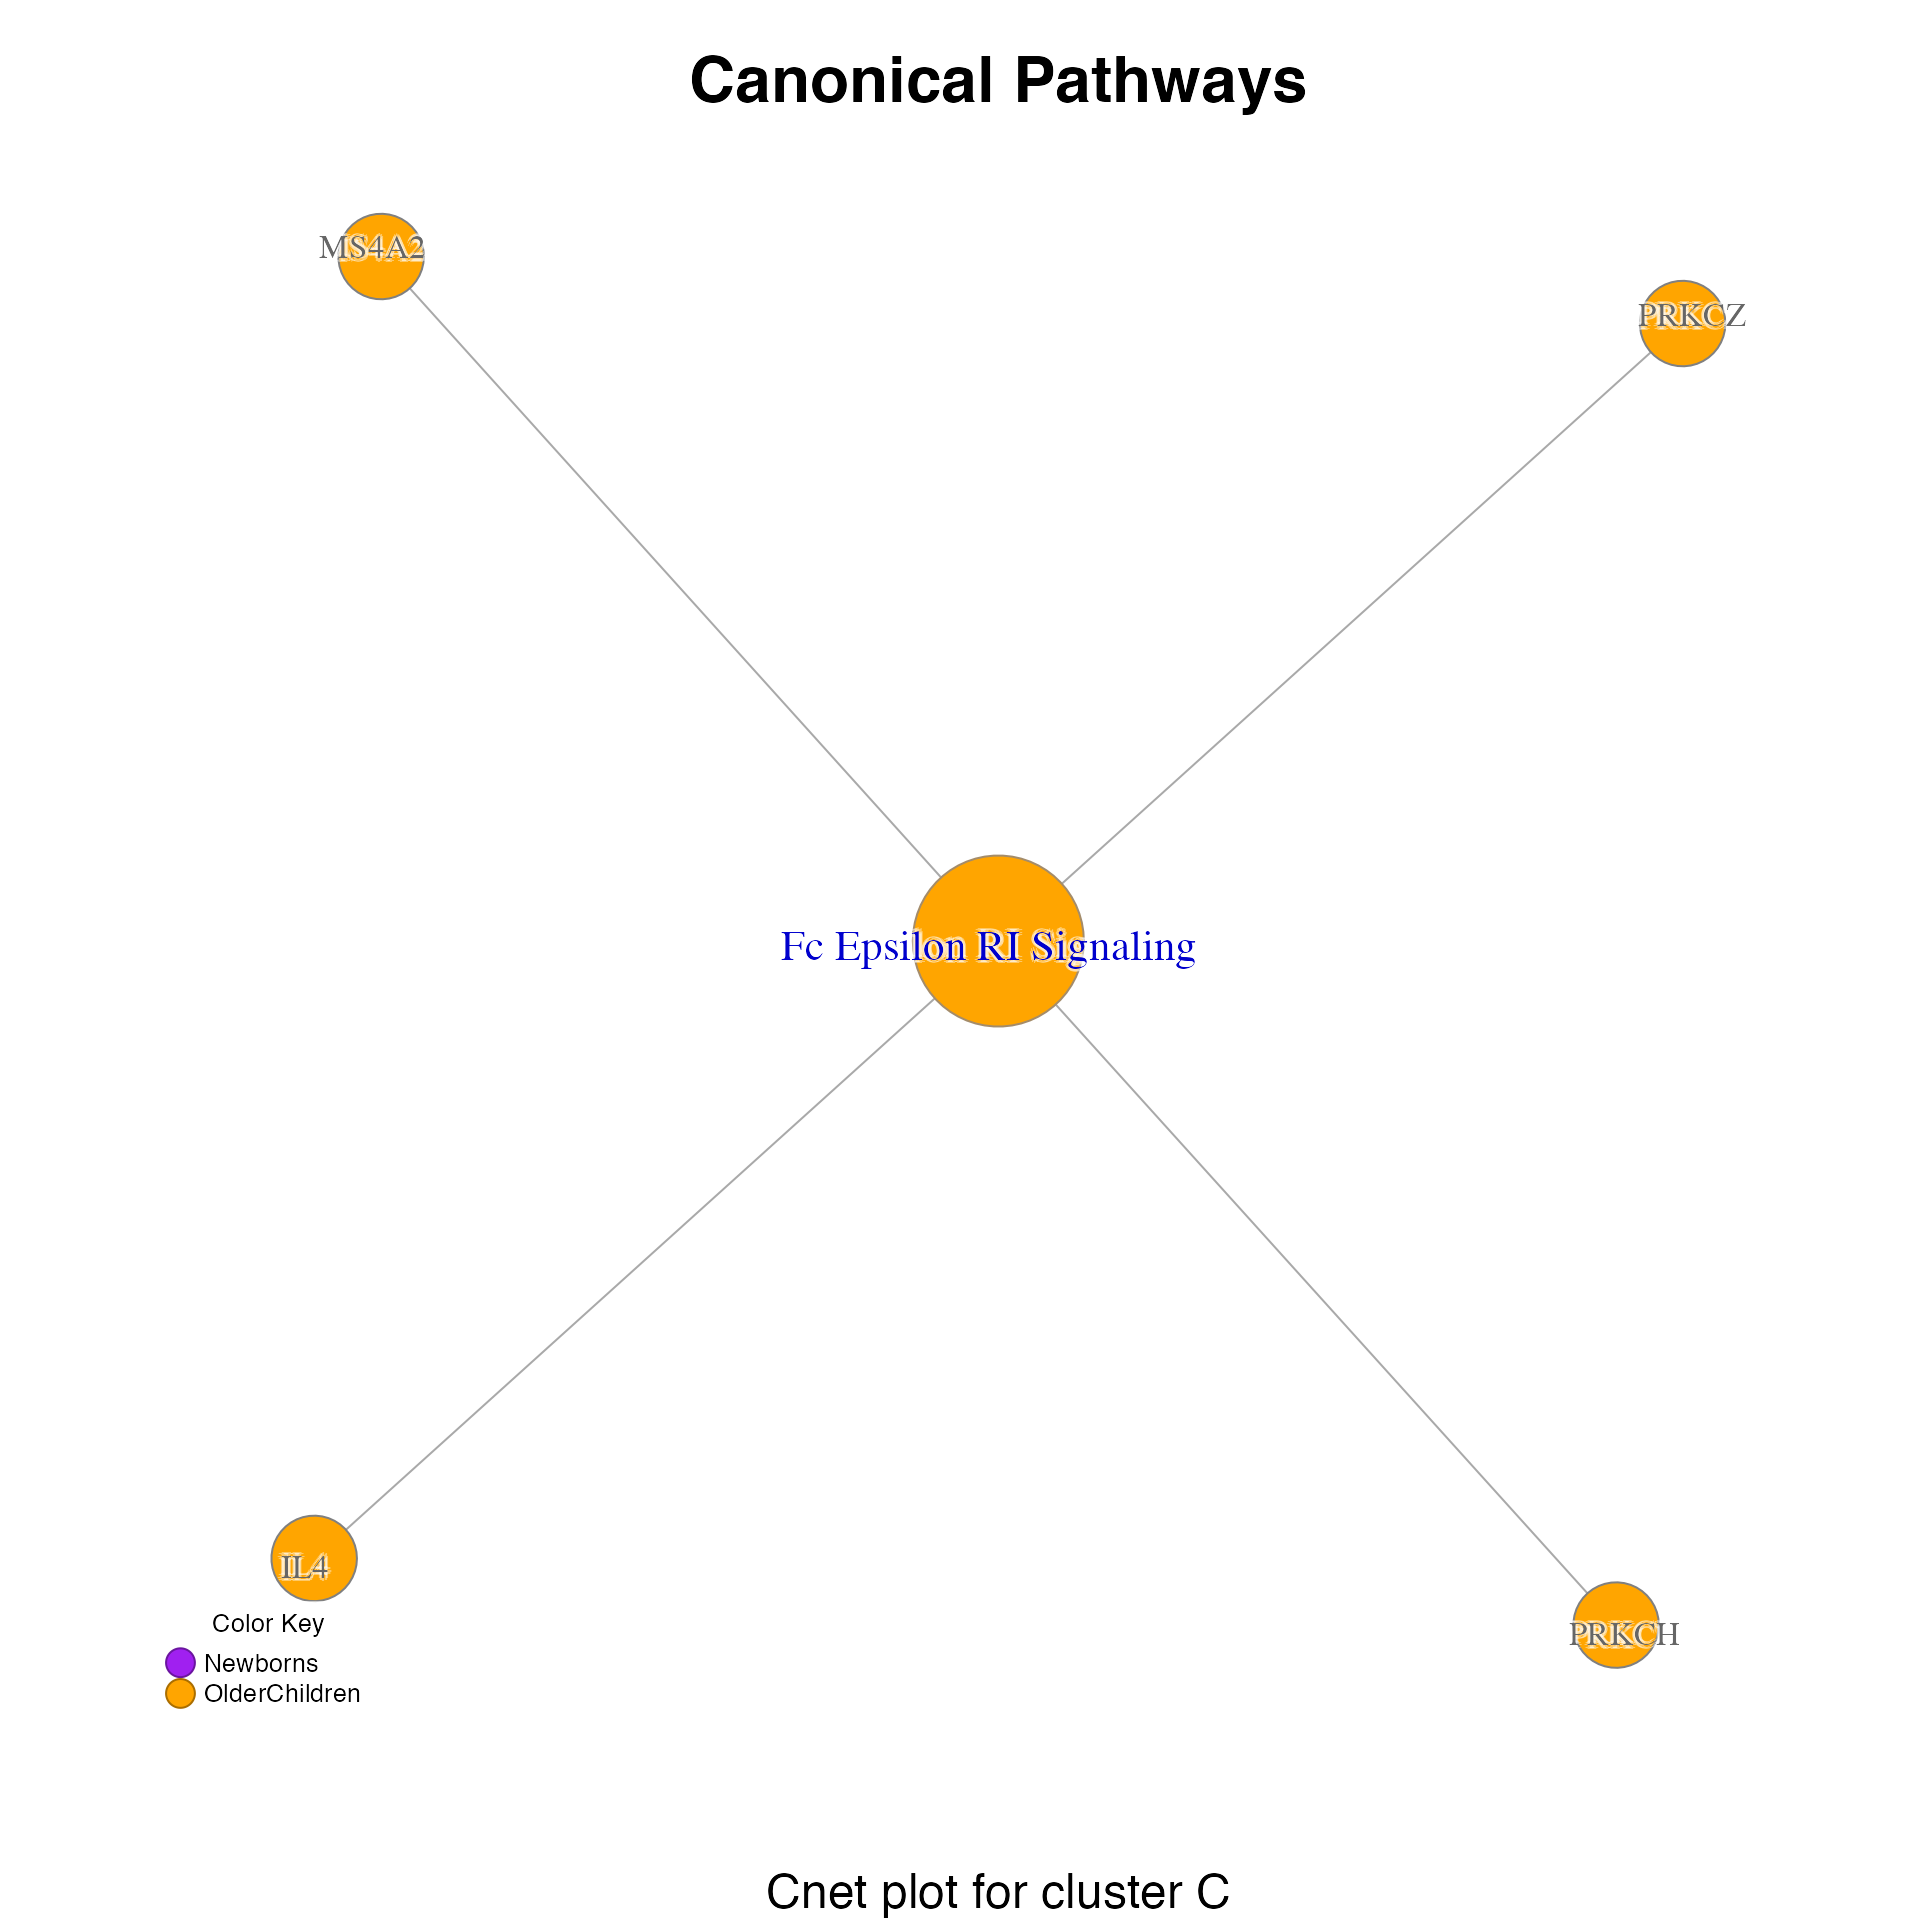 Canonical Pathways
MS4A2
PRKCZ
Fc Epsilon RI Signaling
IL4
Color Key
Newborns
OlderChildren
PRKCH
Cnet plot for cluster C